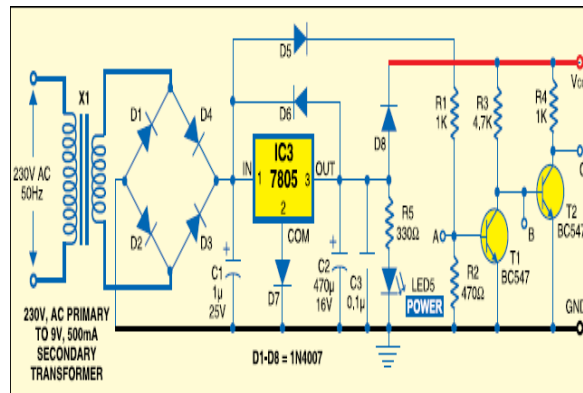 D5
X1
D1
D4
D6
R1
1K
R3
4,7K
R4
1K
D8
IC3
7805
IN
1
3
OUT
2
COM
230V AC
50Hz
R5
330Ω
A
B
T1
BC547
T2
BC547
D2
D3
C1
1µ
25V
D7
C2
470µ
16V
C3
0,1µ
LED5
POWER
R2
470Ω
GND
230V, AC PRIMARY
TO 9V, 500mA
SECONDARY
TRANSFORMER
D1-D8 = 1N4007